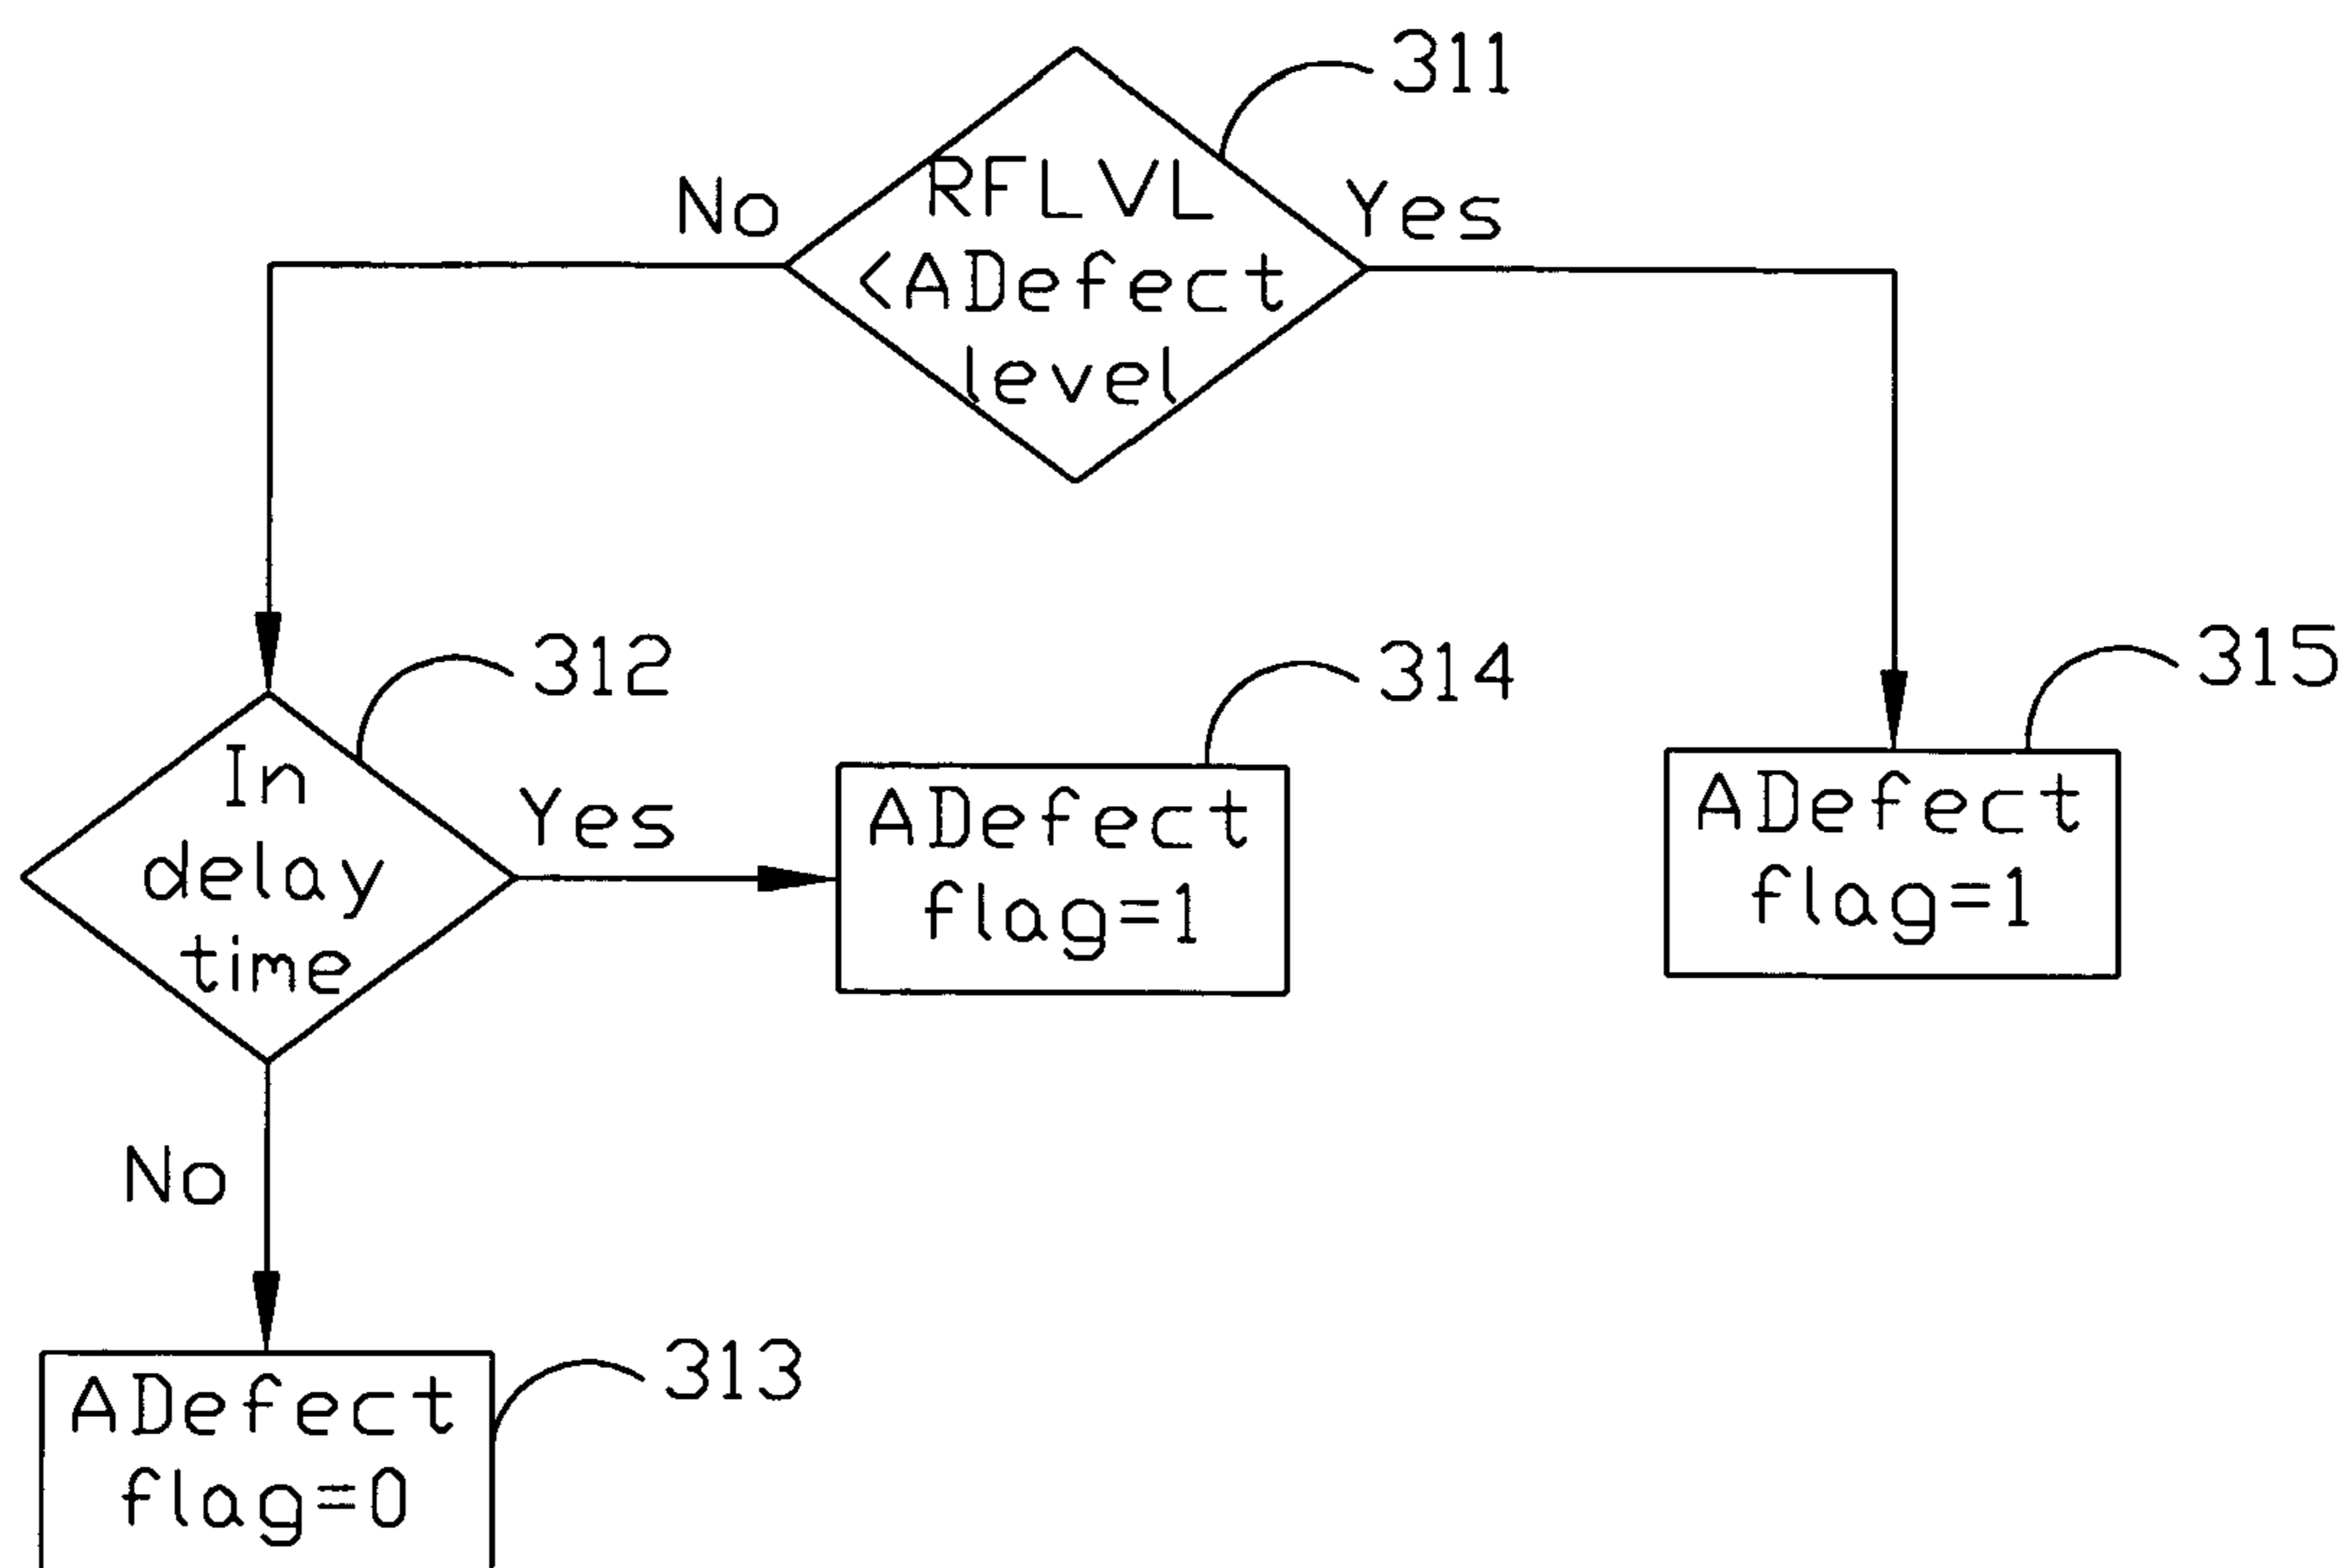 311
RFLVL
<ADefect
level
No
Yes
312
In
delay
time
Yes
No
314
ADefect
flag=1
315
ADefect
flag=1
313
ADefect
flag=0